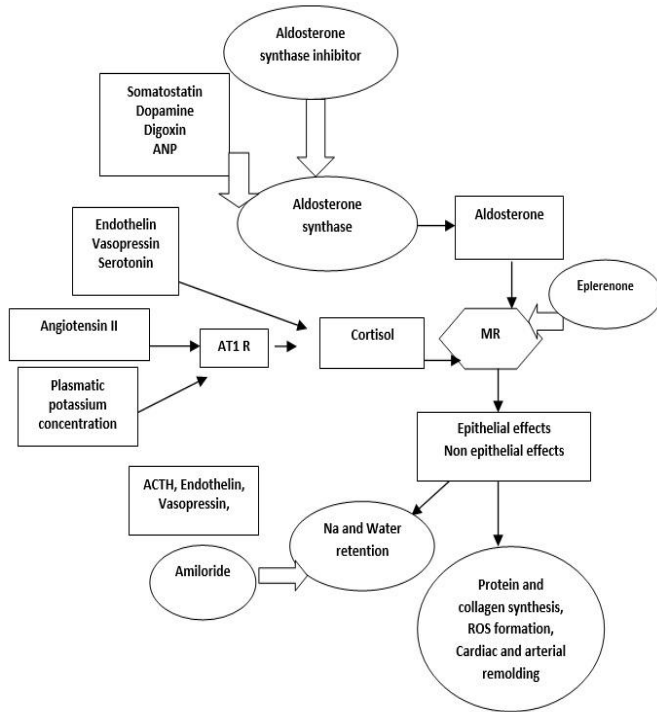 Aldosterone
synthase inhibitor
Somatostatin
Dopamine
Digoxin
ANP
Aldosterone
synthase
Aldosterone
Endothelin
Vasopressin
Serotonin
Eplerenone
Angiotensin II
AT1 R
Cortisol
MR
Plasmatic
potassium
concentration
Epithelial effects
Non epithelial effects
ACTH, Endothelin,
Vasopressin,
Na and Water
retention
Amiloride
Protein and
collagen synthesis,
ROS formation,
Cardiac and arterial
remolding